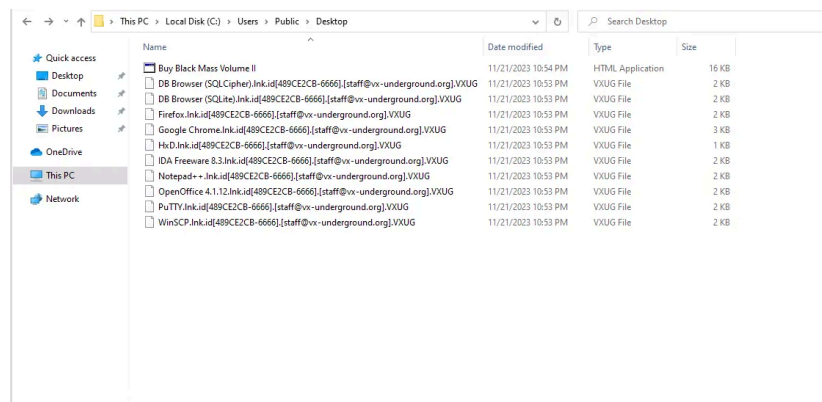 This PC > Local Disk (C:) > Users > Public > Desktop
Search Desktop
Name Date modified Type Size
Quick access
Desktop
Documents
Downloads
Pictures
OneDrive
This PC
Network
Buy Black Mass Volume II 11/21/2023 10:54 PM HTML Application 16 KB
DB Browser (SQLCipher).lnk.id[489CE2CB-6666].[staff@vx-underground.org].VXUG 11/21/2023 10:53 PM VXUG File 2 KB
DB Browser (SQLite).lnk.id[489CE2CB-6666].[staff@vx-underground.org].VXUG 11/21/2023 10:53 PM VXUG File 2 KB
Firefox.lnk.id[489CE2CB-6666].[staff@vx-underground.org].VXUG 11/21/2023 10:53 PM VXUG File 2 KB
Google Chrome.lnk.id[489CE2CB-6666].[staff@vx-underground.org].VXUG 11/21/2023 10:53 PM VXUG File 3 KB
HxD.lnk.id[489CE2CB-6666].[staff@vx-underground.org].VXUG 11/21/2023 10:53 PM VXUG File 1 KB
IDA Freeware 8.3.lnk.id[489CE2CB-6666].[staff@vx-underground.org].VXUG 11/21/2023 10:53 PM VXUG File 2 KB
Notepad++.lnk.id[489CE2CB-6666].[staff@vx-underground.org].VXUG 11/21/2023 10:53 PM VXUG File 2 KB
OpenOffice 4.1.12.lnk.id[489CE2CB-6666].[staff@vx-underground.org].VXUG 11/21/2023 10:53 PM VXUG File 2 KB
PuTTY.lnk.id[489CE2CB-6666].[staff@vx-underground.org].VXUG 11/21/2023 10:53 PM VXUG File 2 KB
WinSCP.lnk.id[489CE2CB-6666].[staff@vx-underground.org].VXUG 11/21/2023 10:53 PM VXUG File 2 KB